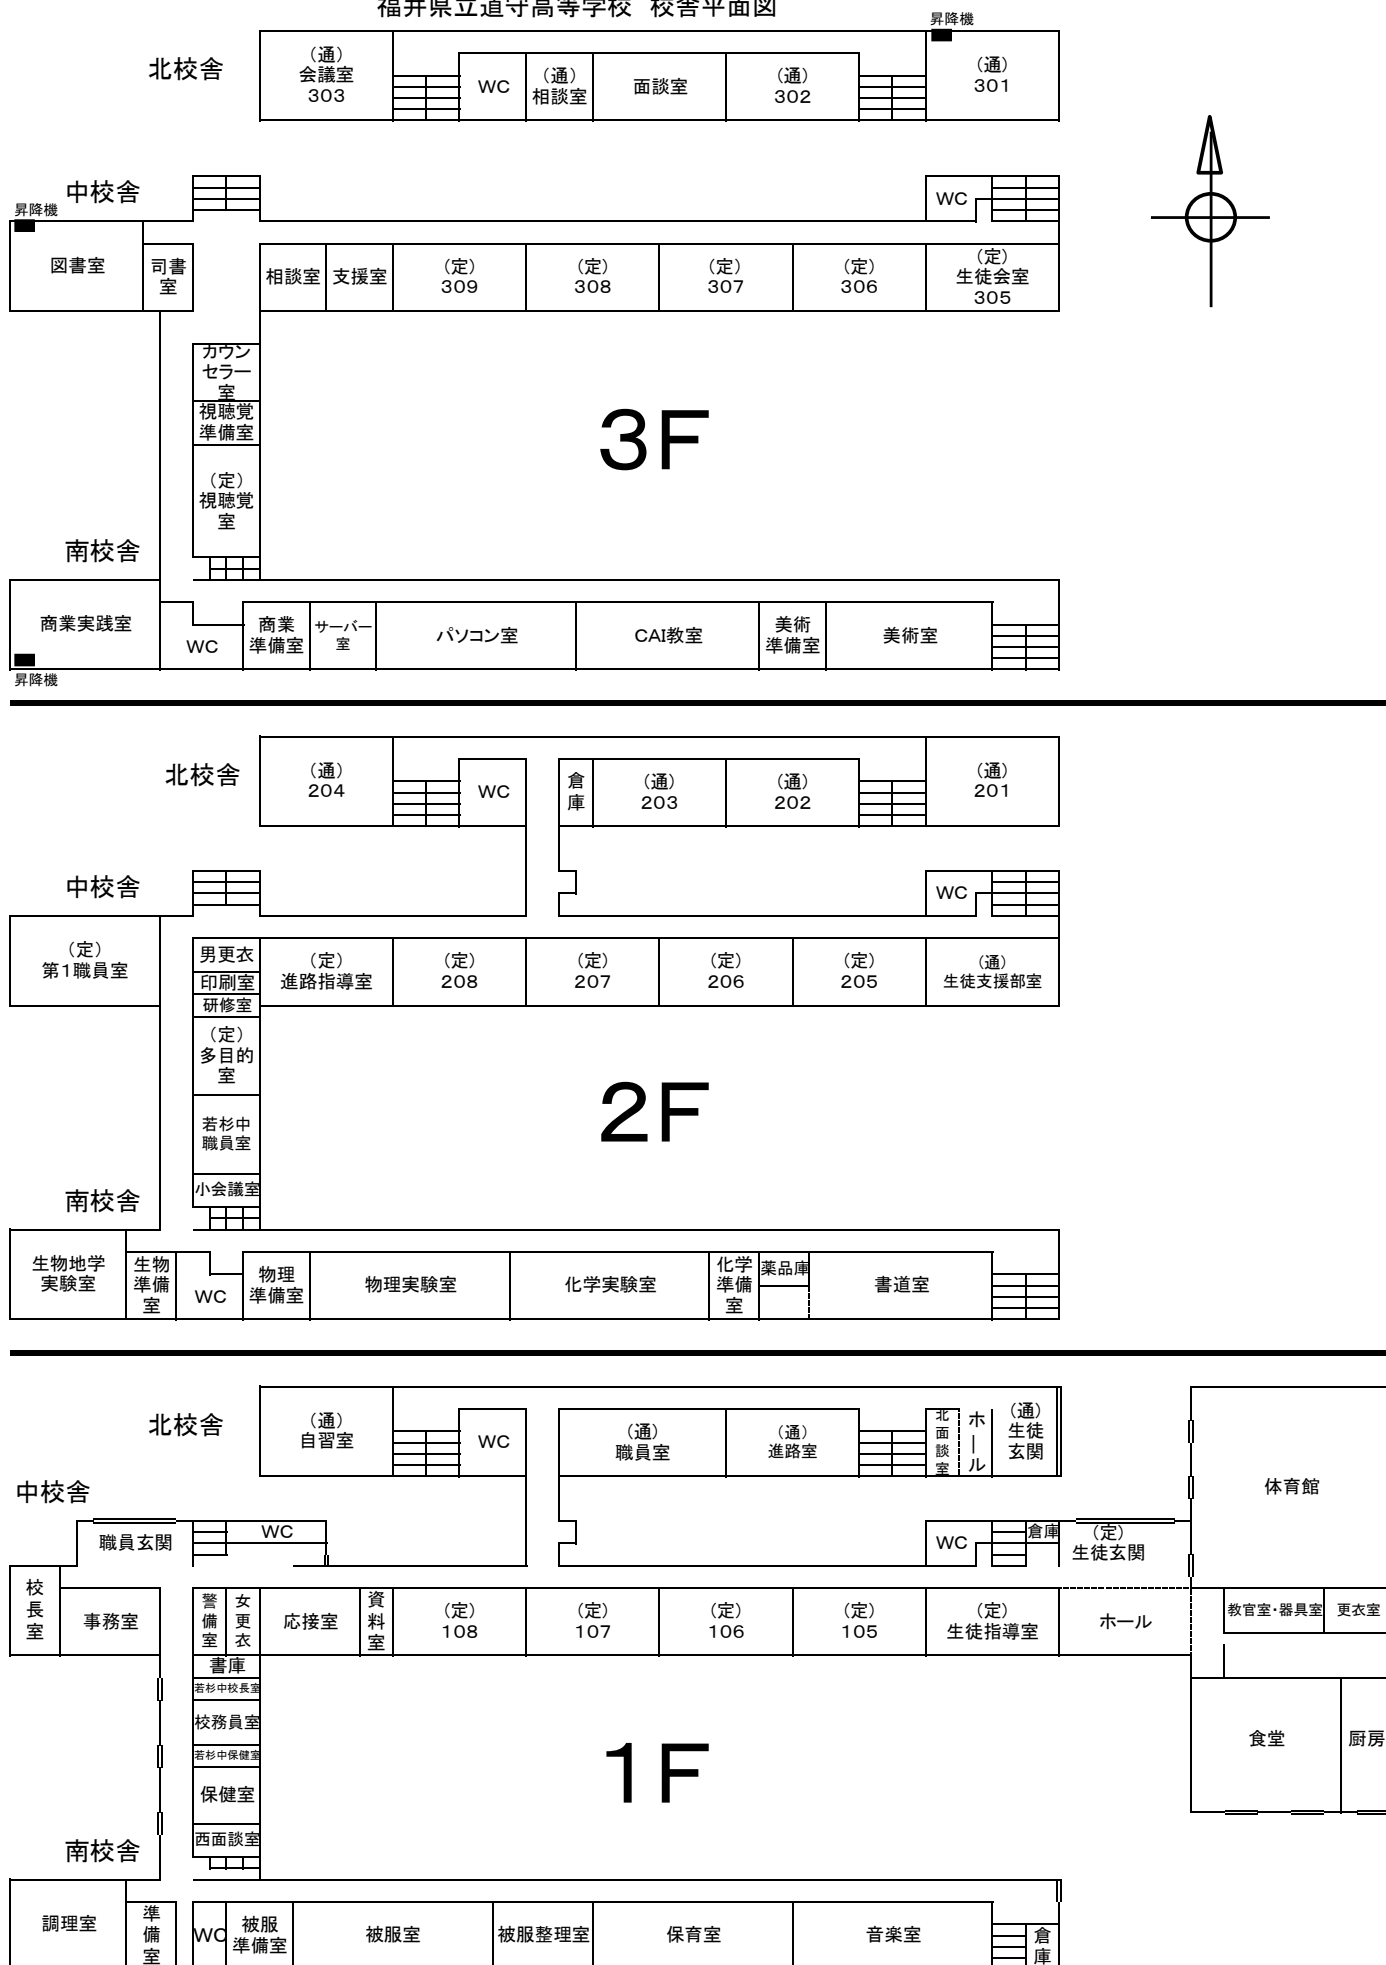 福井県立道守高等学校 校舎平面図
昇降機
北校舎
（通）
会議室
303
WC
（通）
相談室
面談室
（通）
302
（通）
301
中校舎
昇降機
図書室
司書
室
相談室
支援室
（定）
309
（定）
308
（定）
307
（定）
306
WC
（定）
生徒会室
305
カウン
セラー
室
視聴覚
準備室
（定）
視聴覚
室
3F
南校舎
商業実践室
昇降機
WC
商業
準備室
サーバー
室
パソコン室
CAI教室
美術
準備室
美術室
北校舎
（通）
204
WC
倉
庫
（通）
203
（通）
202
（通）
201
中校舎
（定）
第1職員室
男更衣
印刷室
研修室
（定）
多目的
室
若杉中
職員室
小会議室
（定）
進路指導室
（定）
208
（定）
207
（定）
206
（定）
205
WC
（通）
生徒支援部室
2F
南校舎
生物地学
実験室
生物
準備
室
WC
物理
準備室
物理実験室
化学実験室
化学
準備
室
薬品庫
書道室
北校舎
（通）
自習室
WC
（通）
職員室
（通）
進路室
北
面
談
室
ホ
ー
ル
（通）
生徒
玄関
体育館
中校舎
職員玄関
WC
WC
倉庫
（定）
生徒玄関
校
長
室
事務室
警
備
室
女
更
衣
応接室
資
料
室
（定）
108
（定）
107
（定）
106
（定）
105
（定）
生徒指導室
ホール
教官室・器具室
更衣室
書庫
若杉中校長室
校務員室
若杉中保健室
保健室
西面談室
1F
食堂
厨房
南校舎
調理室
準
備
室
WC
被服
準備室
被服室
被服整理室
保育室
音楽室
倉
庫